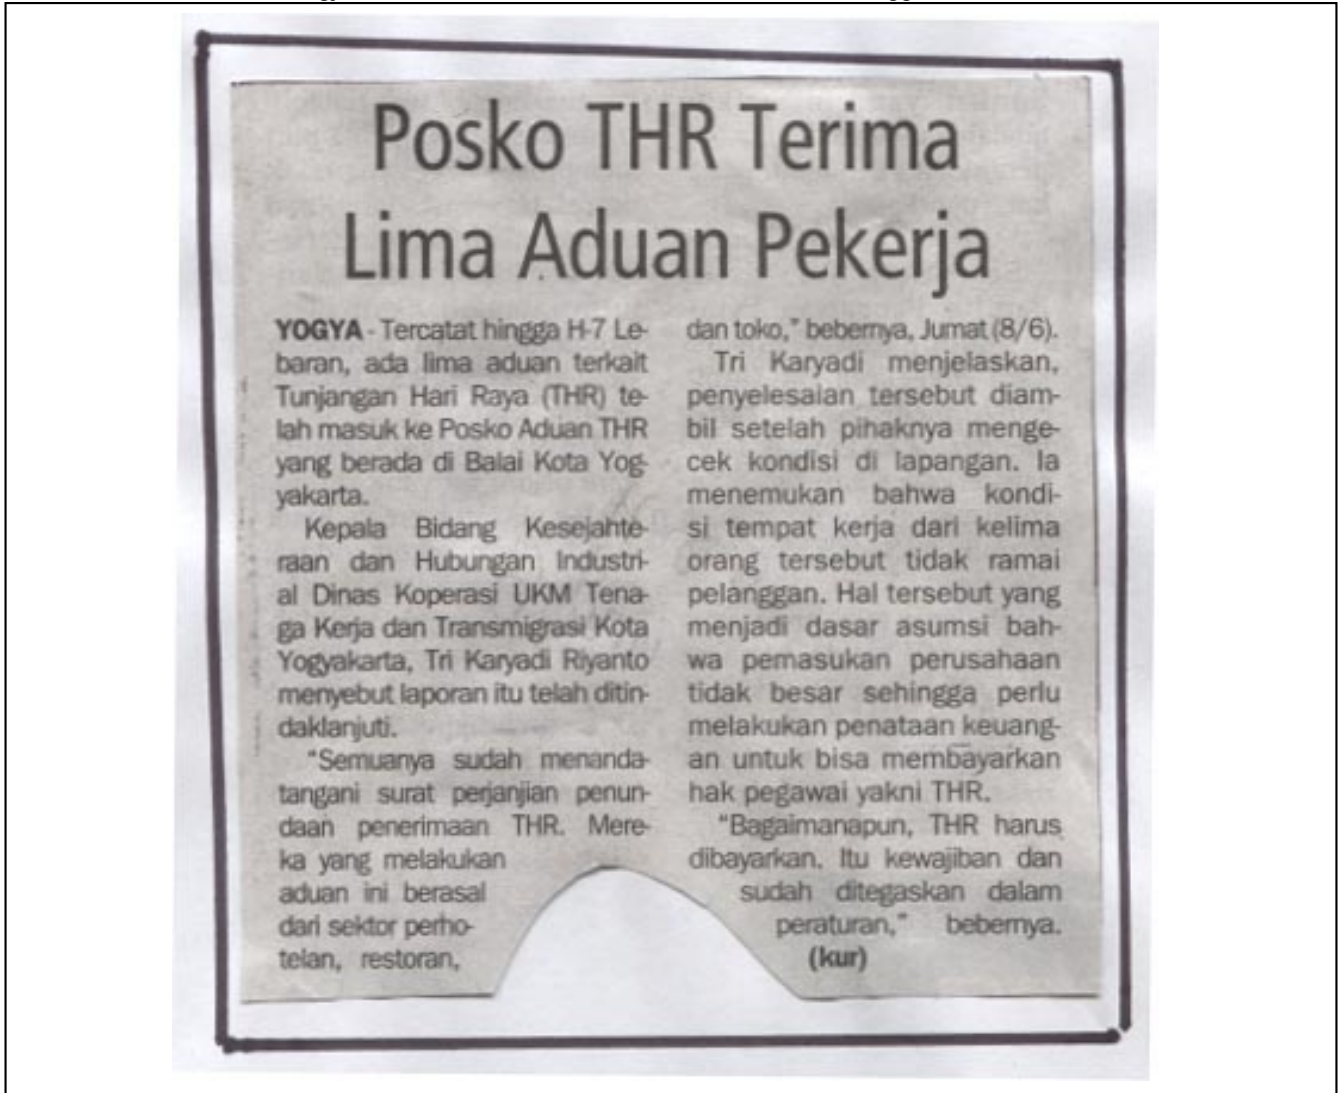 Posko THR Terima
Lima Aduan Pekerja
YOGYA - Tercatat hingga H-7 Le-
baran, ada lima aduan terkait
Tunjangan Hari Raya (THR) te-
lah masuk ke Posko Aduan THR
yang berada di Balai Kota Yog-
yakarta.
Kepala Bidang Kesejahte-
raan dan Hubungan Industri-
al Dinas Koperasi UKM Tena-
ga Kerja dan Transmigrasi Kota
Yogyakarta, Tri Karyadi Riyanto
menyebut laporan itu telah ditin-
daklanjuti.
"Semuanya sudah menanda-
tangani surat perjanjian penun-
daan penerimaan THR. Mere-
ka yang melakukan
aduan ini berasal
dari sektor perho-
telan, restoran,
dan toko," bebernya, Jumat (8/6).
Tri Karyadi menjelaskan,
penyelesaian tersebut diam-
bil setelah pihaknya menge-
cek kondisi di lapangan. Ia
menemukan bahwa kondi-
si tempat kerja dari kelima
orang tersebut tidak ramai
pelanggan. Hal tersebut yang
menjadi dasar asumsi bah-
wa pemasukan perusahaan
tidak besar sehingga perlu
melakukan penataan keuang-
an untuk bisa membayarkan
hak pegawai yakni THR.
"Bagaimanapun, THR harus
dibayarkan. Itu kewajiban dan
sudah ditegaskan dalam
peraturan," bebernya.
(kur)